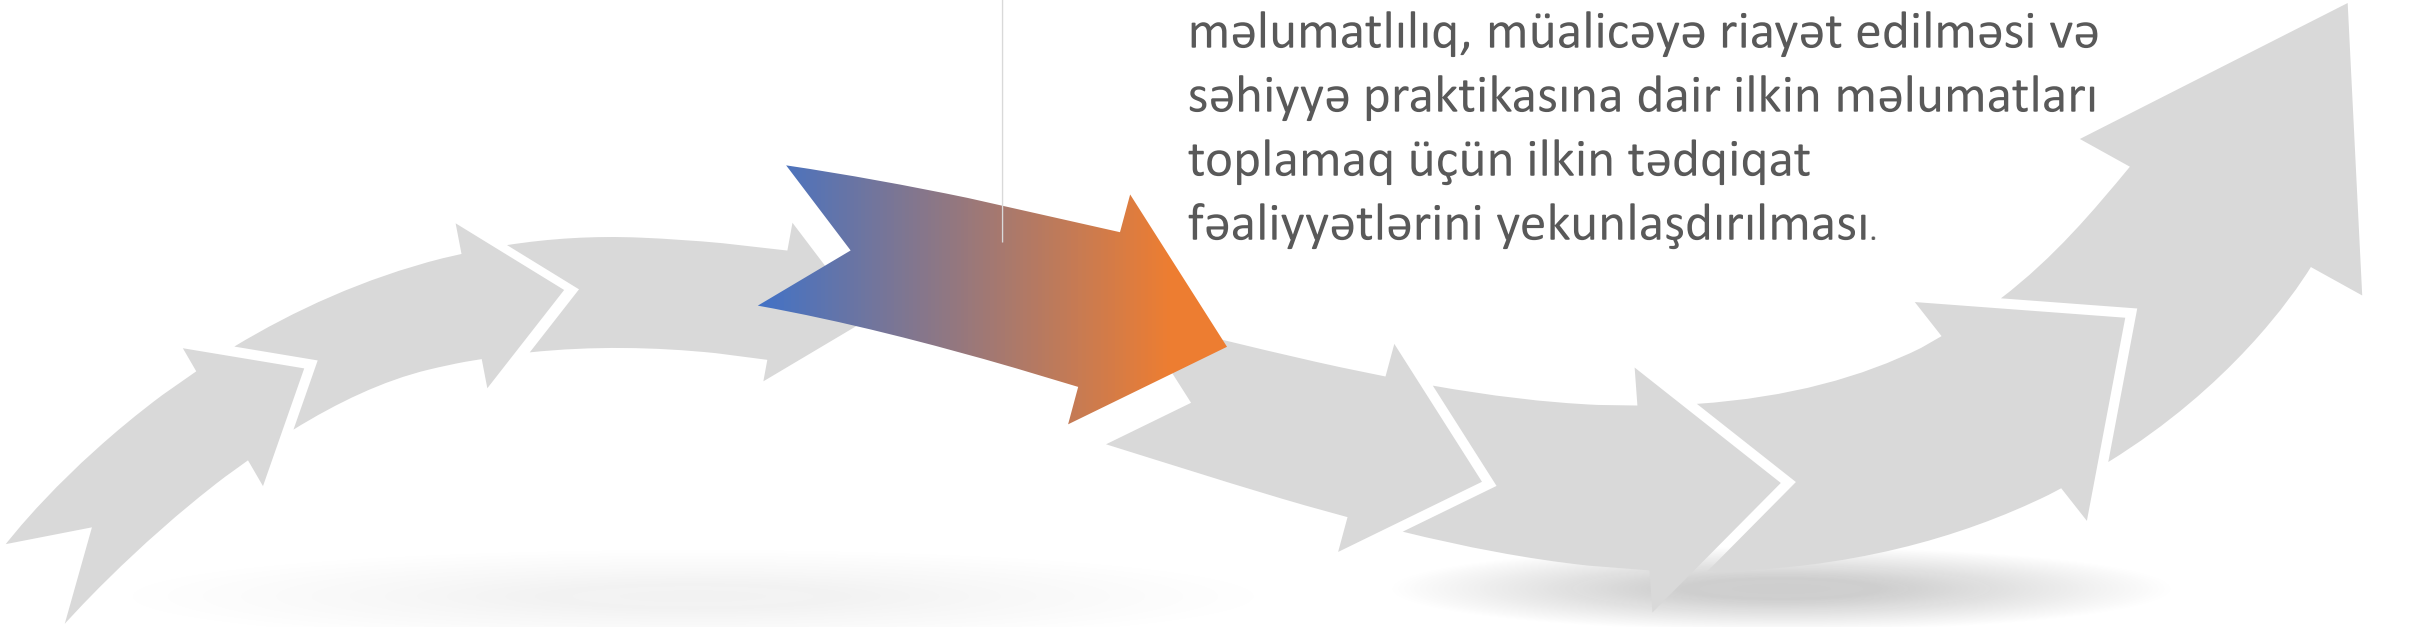 məlumatlılıq, müalicəyə riayət edilməsi və
səhiyyə praktikasına dair ilkin məlumatları
toplamaq üçün ilkin tədqiqat
fəaliyyətlərini yekunlaşdırılması.